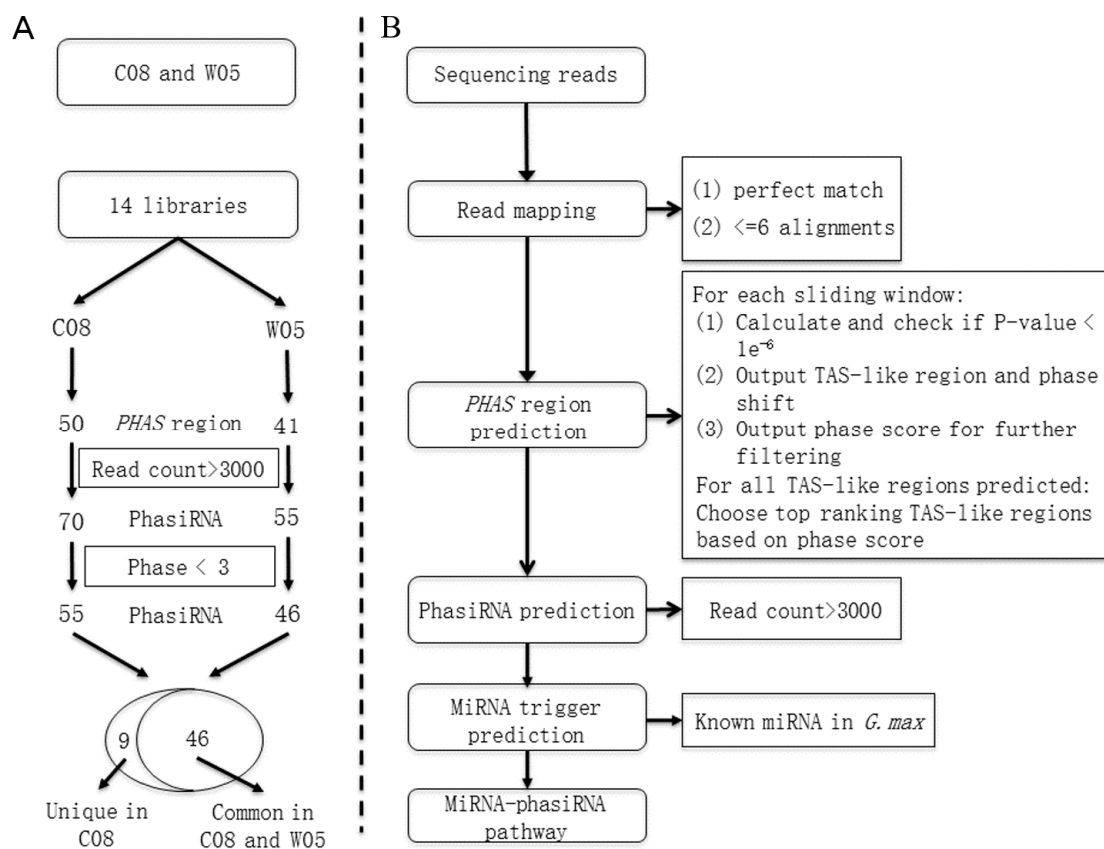 A
C08 and W05
14 libraries
C08
W05
50
PHAS region
41
Read count>3000
70
PhasiRNA
55
Phase < 3
55
PhasiRNA
46
9
46
Unique in
C08
Common in
C08 and W05
B
Sequencing reads
Read mapping
(1) perfect match
(2) <=6 alignments
PHAS region
prediction
For each sliding window:
(1) Calculate and check if P-value <
1e⁻⁶
(2) Output TAS-like region and phase
shift
(3) Output phase score for further
filtering
For all TAS-like regions predicted:
Choose top ranking TAS-like regions
based on phase score
PhasiRNA prediction
Read count>3000
MiRNA trigger
prediction
Known miRNA in G. max
MiRNA-phasiRNA
pathway